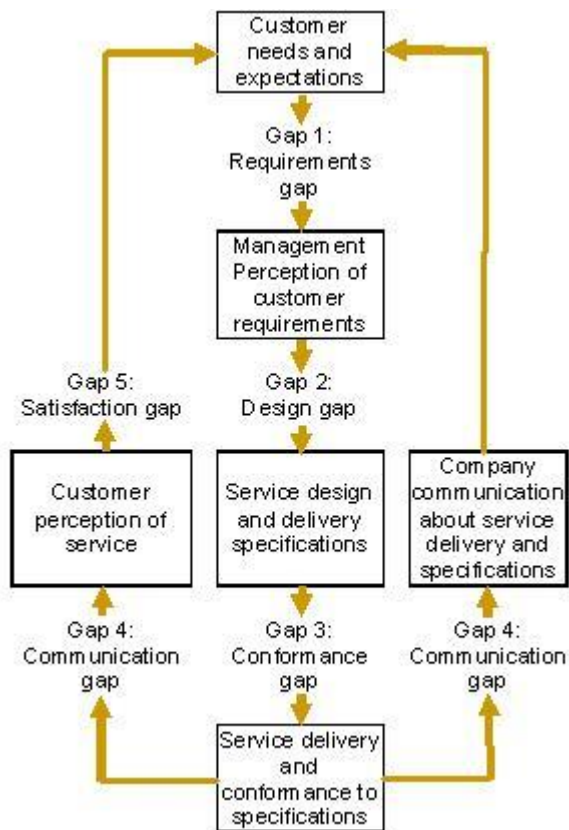 Customer
needs and
expectations
Gap 1:
Requirements
gap
Management
Perception of
customer
requirements
Gap 5:
Satisfaction gap
Gap 2:
Design gap
Customer
perception of
service
Service design
and delivery
specifications
Company
communication
about service
delivery and
specifications
Gap 4:
Communication
gap
Gap 3:
Conformance
gap
Gap 4:
Communication
gap
Service delivery
and
conformance to
specifications